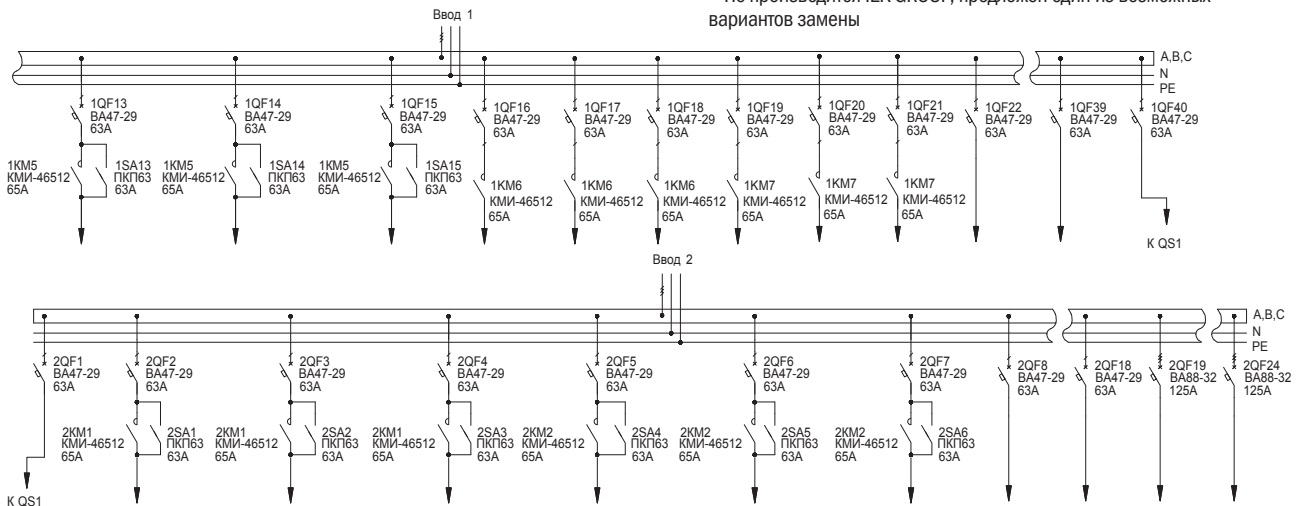 * Не производится IEK GROUP, предложен один из возможных
вариантов замены
Ввод 1
A,B,C
N
PE
1QF13
ВА47-29
63А
1QF14
ВА47-29
63А
1QF15
ВА47-29
63А
1QF16
ВА47-29
63А
1QF17
ВА47-29
63А
1QF18
ВА47-29
63А
1QF19
ВА47-29
63А
1QF20
ВА47-29
63А
1QF21
ВА47-29
63А
1QF22
ВА47-29
63А
1QF39
ВА47-29
63А
1QF40
ВА47-29
63А
1КМ5
КМИ-46512
65А
1SA13
ПКП63
63А
1КМ5
КМИ-46512
65А
1SA14
ПКП63
63А
1КМ5
КМИ-46512
65А
1SA15
ПКП63
63А
1КМ6
КМИ-46512
65А
1КМ6
КМИ-46512
65А
1КМ6
КМИ-46512
65А
1КМ7
КМИ-46512
65А
1КМ7
КМИ-46512
65А
1КМ7
КМИ-46512
65А
К QS1
Ввод 2
A,B,C
N
PE
2QF1
ВА47-29
63А
2QF2
ВА47-29
63А
2QF3
ВА47-29
63А
2QF4
ВА47-29
63А
2QF5
ВА47-29
63А
2QF6
ВА47-29
63А
2QF7
ВА47-29
63А
2QF8
ВА47-29
63А
2QF18
ВА47-29
63А
2QF19
ВА88-32
125А
2QF24
ВА88-32
125А
2КМ1
КМИ-46512
65А
2SA1
ПКП63
63А
2КМ1
КМИ-46512
65А
2SA2
ПКП63
63А
2КМ1
КМИ-46512
65А
2SA3
ПКП63
63А
2КМ2
КМИ-46512
65А
2SA4
ПКП63
63А
2КМ2
КМИ-46512
65А
2SA5
ПКП63
63А
2КМ2
КМИ-46512
65А
2SA6
ПКП63
63А
К QS1